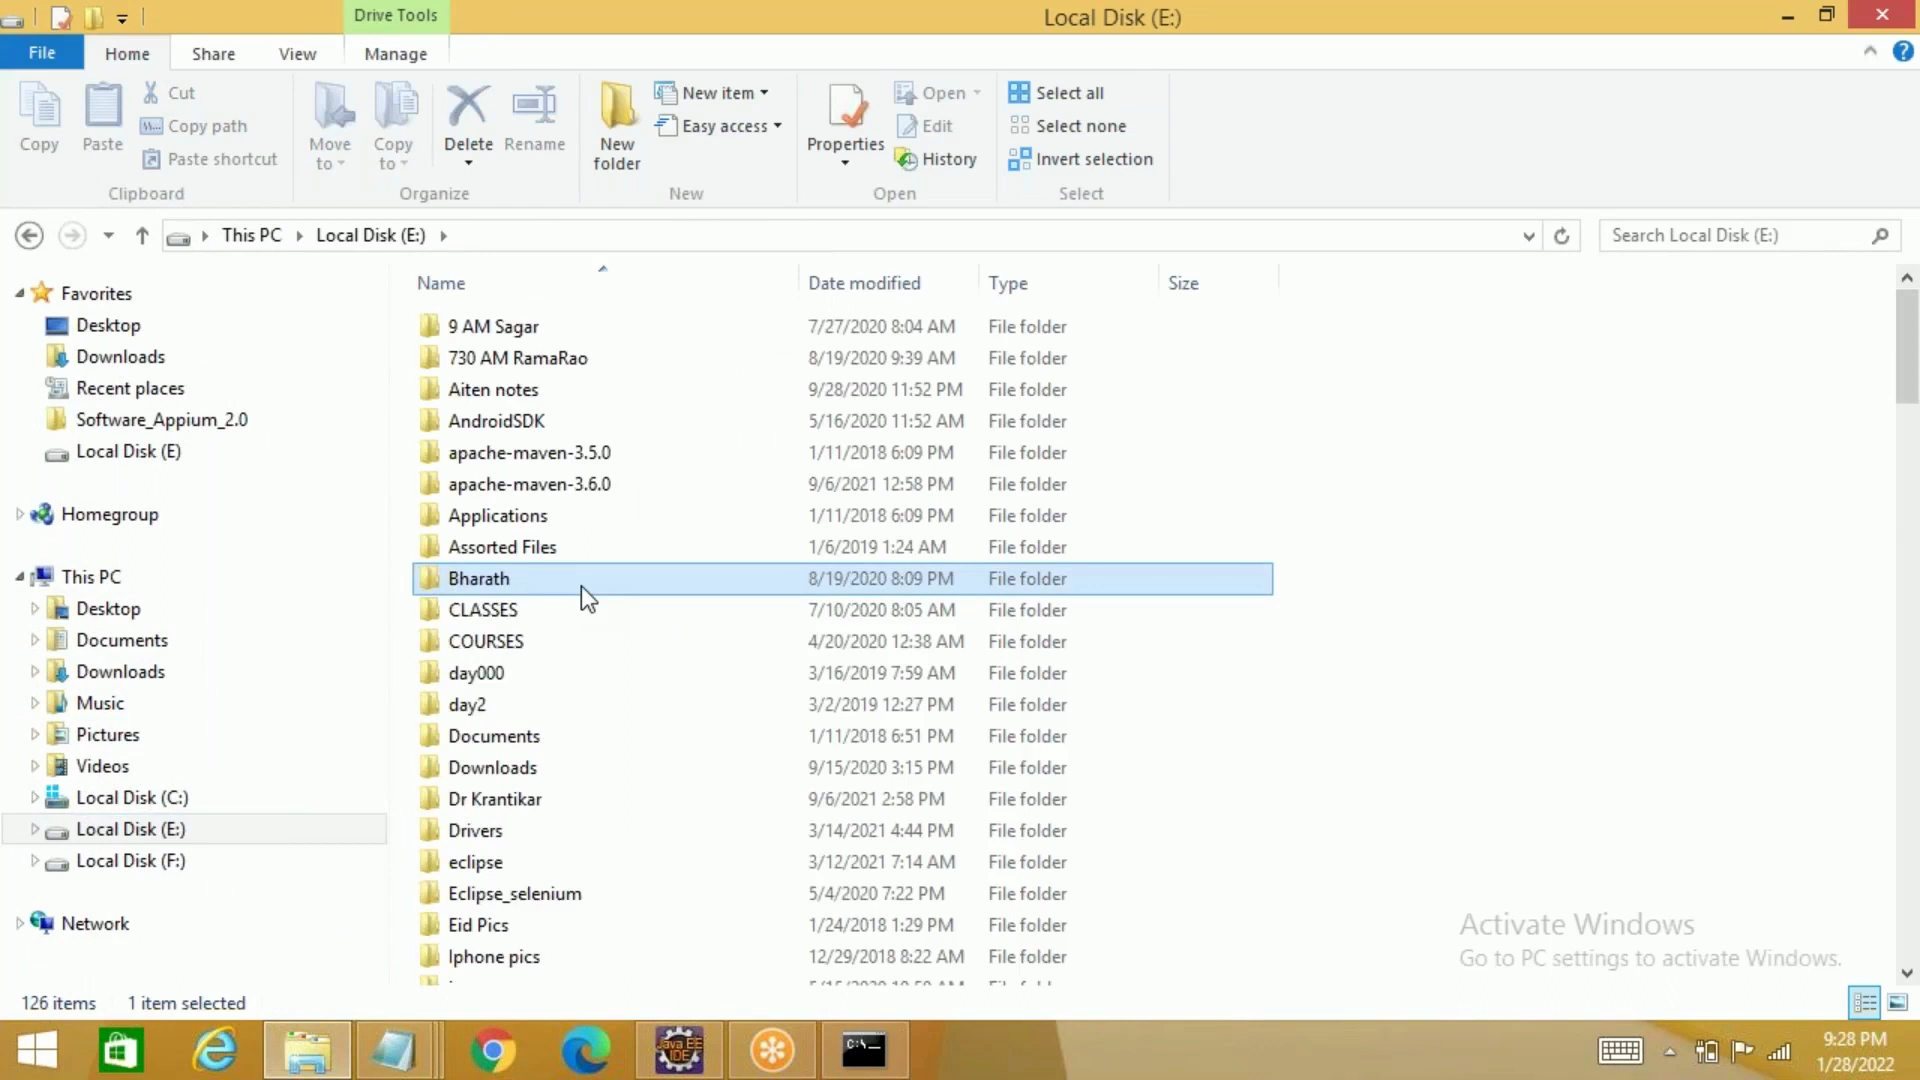 Drive Tools
Local Disk (E:)
File
Home
Share
View
Manage
Copy
Paste
Cut
Copy path
Paste shortcut
Clipboard
Move to
Copy to
Delete
Rename
Organize
New folder
New item
Easy access
New
Properties
Open
Edit
History
Open
Select all
Select none
Invert selection
Select
This PC
Local Disk (E:)
Search Local Disk (E:)
Favorites
Desktop
Downloads
Recent places
Software_Appium_2.0
Local Disk (E)
Homegroup
This PC
Desktop
Documents
Downloads
Music
Pictures
Videos
Local Disk (C:)
Local Disk (E:)
Local Disk (F:)
Network
Name Date modified Type Size
9 AM Sagar 7/27/2020 8:04 AM File folder
730 AM RamaRao 8/19/2020 9:39 AM File folder
Aiten notes 9/28/2020 11:52 PM File folder
AndroidSDK 5/16/2020 11:52 AM File folder
apache-maven-3.5.0 1/11/2018 6:09 PM File folder
apache-maven-3.6.0 9/6/2021 12:58 PM File folder
Applications 1/11/2018 6:09 PM File folder
Assorted Files 1/6/2019 1:24 AM File folder
Bharath 8/19/2020 8:09 PM File folder
CLASSES 7/10/2020 8:05 AM File folder
COURSES 4/20/2020 12:38 AM File folder
day000 3/16/2019 7:59 AM File folder
day2 3/2/2019 12:27 PM File folder
Documents 1/11/2018 6:51 PM File folder
Downloads 9/15/2020 3:15 PM File folder
Dr Krantikar 9/6/2021 2:58 PM File folder
Drivers 3/14/2021 4:44 PM File folder
eclipse 3/12/2021 7:14 AM File folder
Eclipse_selenium 5/4/2020 7:22 PM File folder
Eid Pics 1/24/2018 1:29 PM File folder
Iphone pics 12/29/2018 8:22 AM File folder
Activate Windows
Go to PC settings to activate Windows.
126 items 1 item selected
Java EE
IDE
C:\_
9:28 PM
1/28/2022